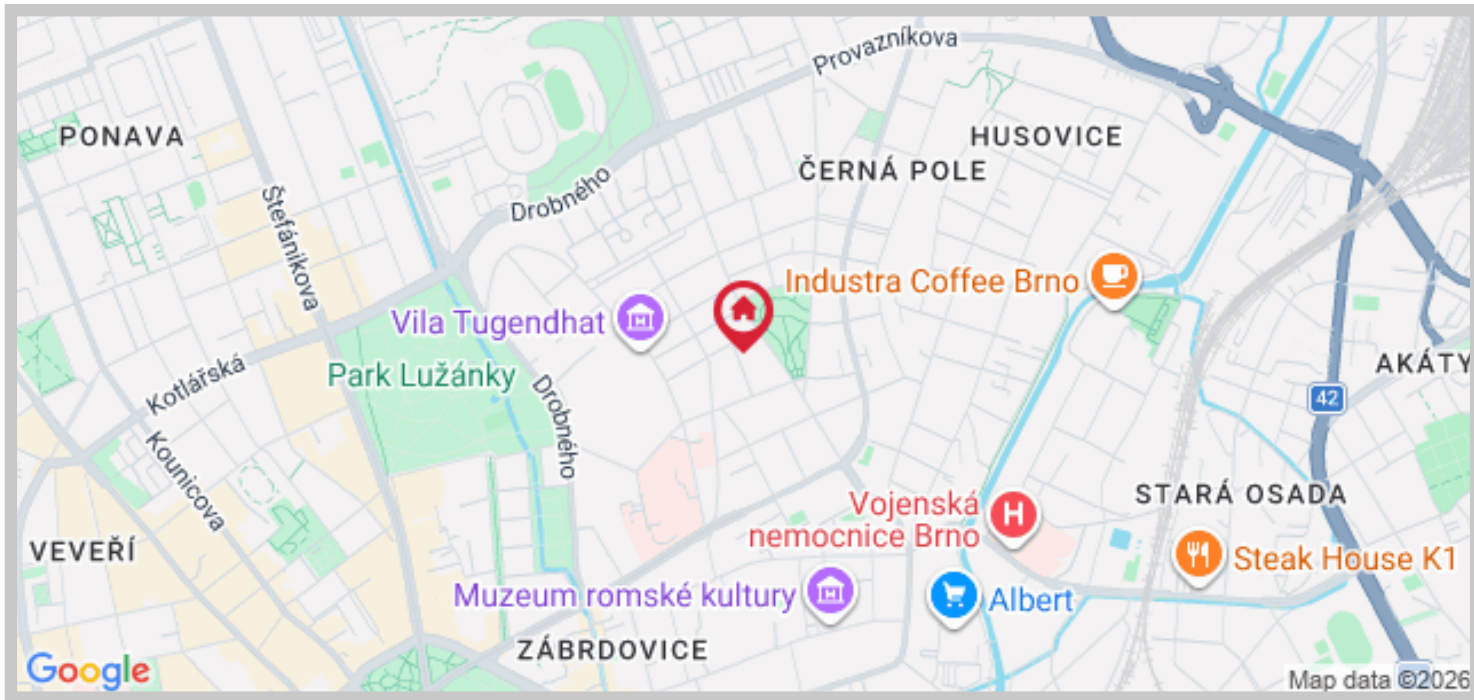 Provazníkova
PONAVA
HUSOVICE
ČERNÁ POLE
Drobného
Štefánikova
Industra Coffee Brno
Vila Tugendhat
Park Lužánky
Kotlářská
Drobného
AKÁTY
42
Kounicova
Vojenská
nemocnice Brno
H
STARÁ OSADA
VEVEŘÍ
Steak House K1
Muzeum romské kultury
Albert
ZÁBRDOVICE
Google
Map data ©2026